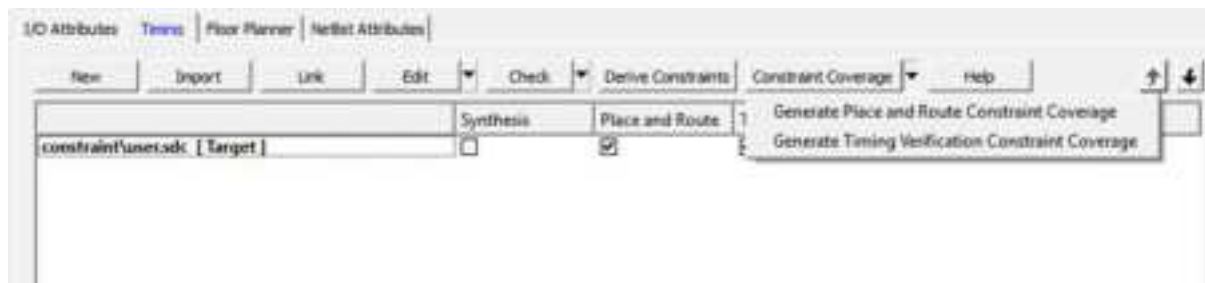 I/O Attributes Timing Floor Planner Netlist Attributes
New Import Link Edit Check Derive Constraints Constraint Coverage Help
Generate Place and Route Constraint Coverage
Synthesis Place and Route T
Generate Timing Verification Constraint Coverage
constraint\user.sdc [ Target ]